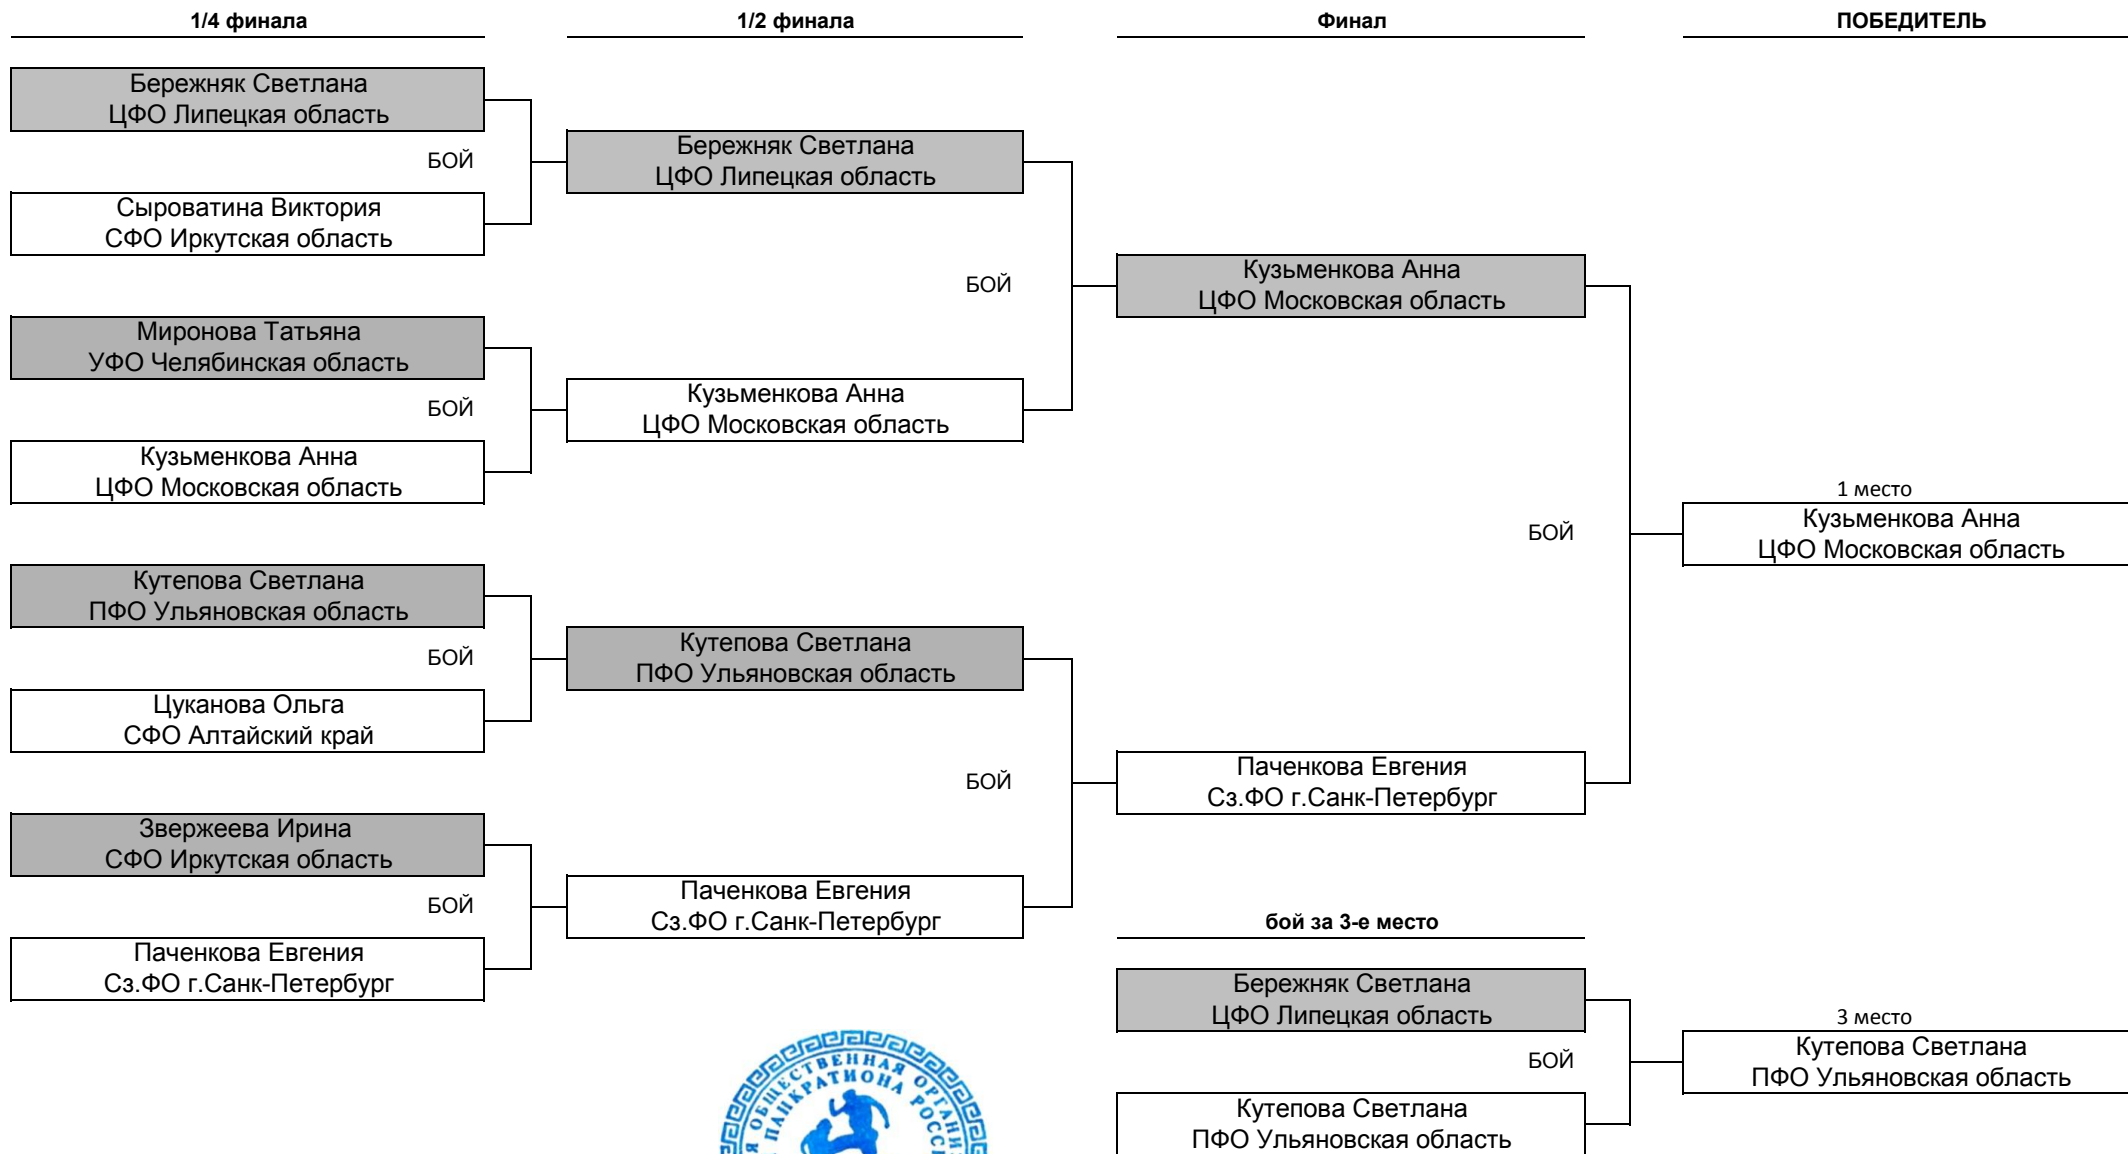 1/4 финала
1/2 финала
Финал
ПОБЕДИТЕЛЬ
Бережняк Светлана
ЦФО Липецкая область
БОЙ
Сыроватина Виктория
СФО Иркутская область
Миронова Татьяна
УФО Челябинская область
БОЙ
Кузьменкова Анна
ЦФО Московская область
Кутепова Светлана
ПФО Ульяновская область
БОЙ
Цуканова Ольга
СФО Алтайский край
Звержеева Ирина
СФО Иркутская область
БОЙ
Паченкова Евгения
Сз.ФО г.Санк-Петербург
Бережняк Светлана
ЦФО Липецкая область
БОЙ
Кузьменкова Анна
ЦФО Московская область
Кутепова Светлана
ПФО Ульяновская область
БОЙ
Паченкова Евгения
Сз.ФО г.Санк-Петербург
Кузьменкова Анна
ЦФО Московская область
БОЙ
Паченкова Евгения
Сз.ФО г.Санк-Петербург
1 место
Кузьменкова Анна
ЦФО Московская область
бой за 3-е место
Бережняк Светлана
ЦФО Липецкая область
БОЙ
Кутепова Светлана
ПФО Ульяновская область
3 место
Кутепова Светлана
ПФО Ульяновская область
ОБЩЕСТВЕННАЯ
ПАНКРАТИОНА